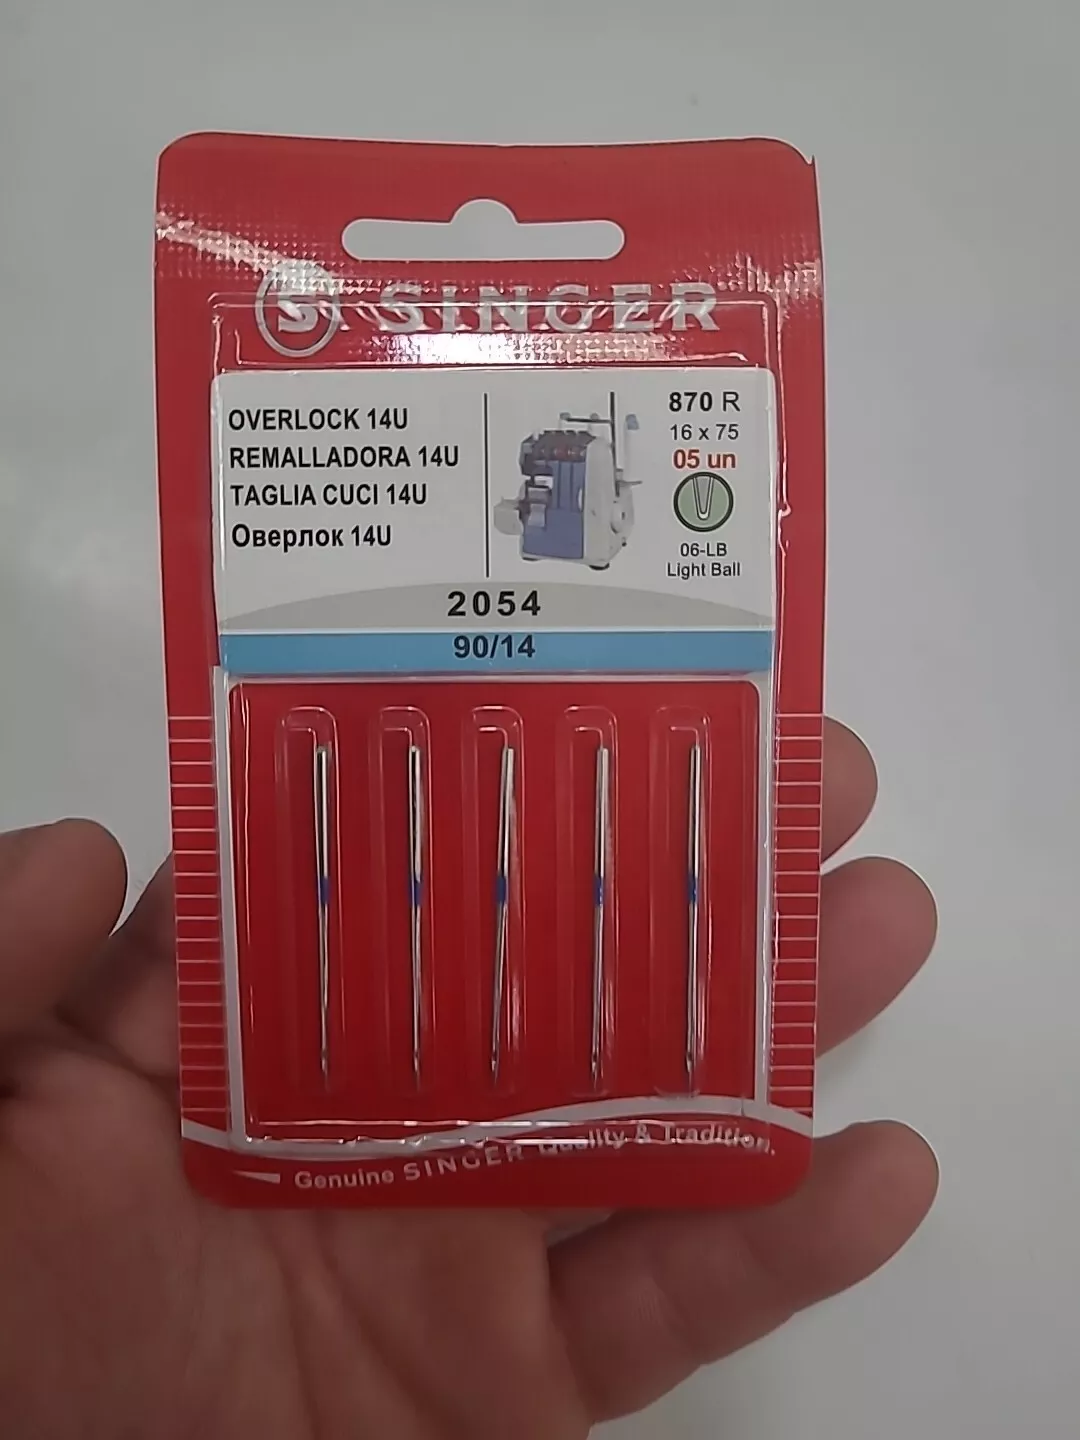 S SINGER
OVERLOCK 14U
REMALLADORA 14U
TAGLIA CUCI 14U
Оверлок 14U
870 R
16 x 75
05 un
06-LB
Light Ball
2054
90/14
Genuine SINGER Quality & Tradition.